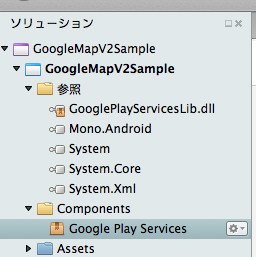 ソリューション
GoogleMapV2Sample
GoogleMapV2Sample
参照
GooglePlayServicesLib.dll
Mono.Android
System
System.Core
System.Xml
Components
Google Play Services
Assets